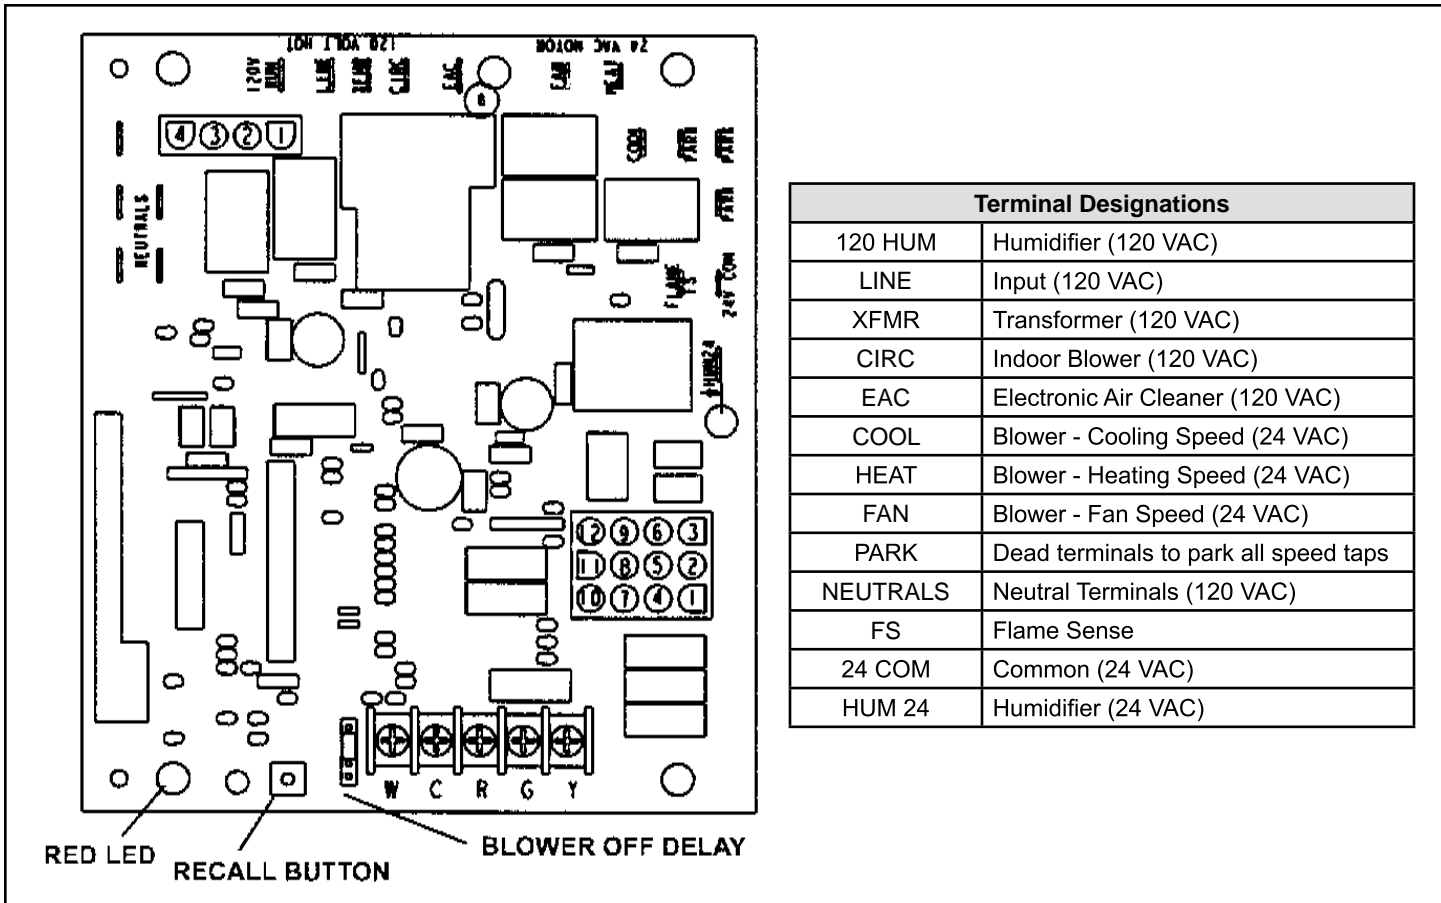 120 VOLT HOT
24 VAC MOTOR
120V HUM
LINE
XFMR
CIRC
EAC
FAN
HEAT
4 3 2 1
COOL
PARK
PARK
PARK
NEUTRALS
FLAME FS
24V COM
HUM24
12 9 6 3
11 8 5 2
10 7 4 1
W C R G Y
RED LED
RECALL BUTTON
BLOWER OFF DELAY
Terminal Designations
120 HUM Humidifier (120 VAC)
LINE Input (120 VAC)
XFMR Transformer (120 VAC)
CIRC Indoor Blower (120 VAC)
EAC Electronic Air Cleaner (120 VAC)
COOL Blower - Cooling Speed (24 VAC)
HEAT Blower - Heating Speed (24 VAC)
FAN Blower - Fan Speed (24 VAC)
PARK Dead terminals to park all speed taps
NEUTRALS Neutral Terminals (120 VAC)
FS Flame Sense
24 COM Common (24 VAC)
HUM 24 Humidifier (24 VAC)